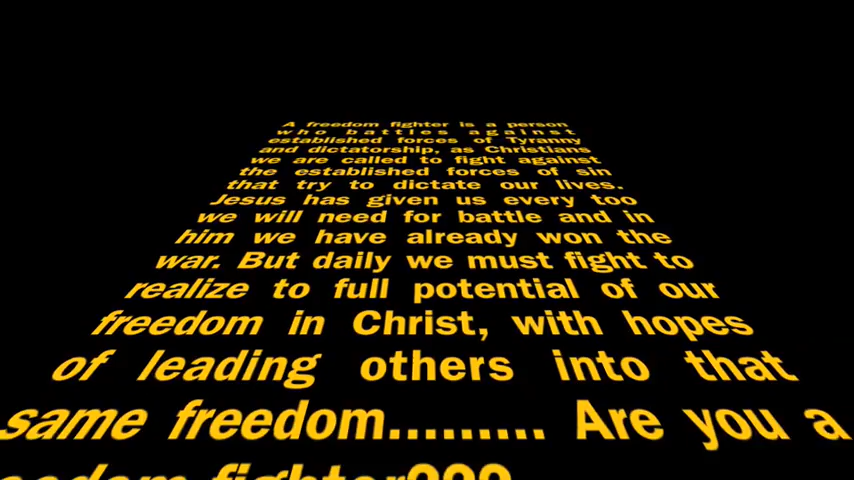 A freedom fighter is a person
who battles against
established forces of Tyranny
and dictatorship, as Christians
we are called to fight against
the established forces of sin
that try to dictate our lives.
Jesus has given us every too
we will need for battle and in
him we have already won the
war. But daily we must fight to
realize to full potential of our
freedom in Christ, with hopes
of leading others into that
same freedom......... Are you a
fighter???